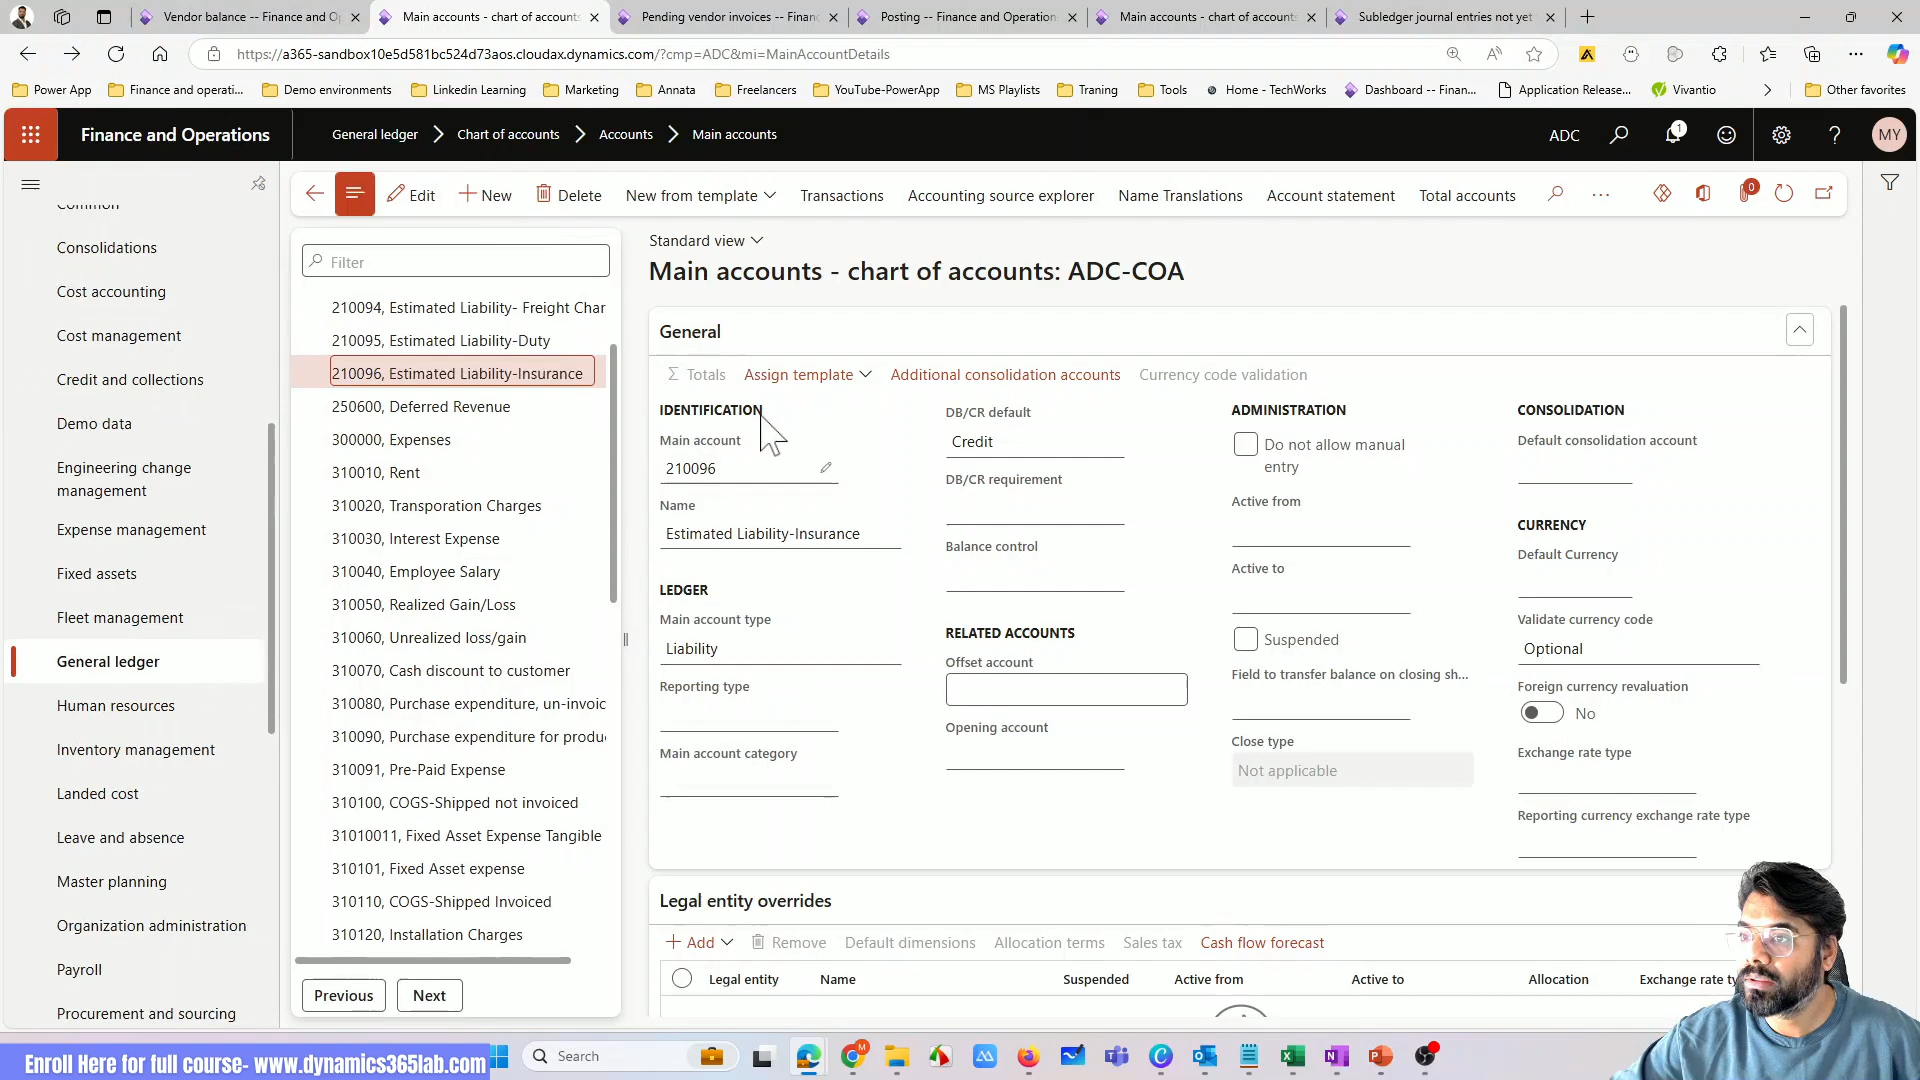 Vendor balance -- Finance and O
Main accounts - chart of accounts
Pending vendor invoices -- Finan
Posting -- Finance and Operation
Main accounts - chart of accounts
Subledger journal entries not yet
https://a365-sandbox10e5d581bc524d73aos.cloudax.dynamics.com/?cmp=ADC&mi=MainAccountDetails
Power App
Finance and operati...
Demo environments
Linkedin Learning
Marketing
Annata
Freelancers
YouTube-PowerApp
MS Playlists
Traning
Tools
Home - TechWorks
Dashboard -- Finan...
Application Release...
Vivantio
Other favorites
Finance and Operations
General ledger
Chart of accounts
Accounts
Main accounts
ADC
1
MY
Edit
New
Delete
New from template
Transactions
Accounting source explorer
Name Translations
Account statement
Total accounts
0
Common
Consolidations
Cost accounting
Cost management
Credit and collections
Demo data
Engineering change
management
Expense management
Fixed assets
Fleet management
General ledger
Human resources
Inventory management
Landed cost
Leave and absence
Master planning
Organization administration
Payroll
Procurement and sourcing
Filter
210094, Estimated Liability- Freight Char
210095, Estimated Liability-Duty
210096, Estimated Liability-Insurance
250600, Deferred Revenue
300000, Expenses
310010, Rent
310020, Transporation Charges
310030, Interest Expense
310040, Employee Salary
310050, Realized Gain/Loss
310060, Unrealized loss/gain
310070, Cash discount to customer
310080, Purchase expenditure, un-invoic
310090, Purchase expenditure for produ
310091, Pre-Paid Expense
310100, COGS-Shipped not invoiced
31010011, Fixed Asset Expense Tangible
310101, Fixed Asset expense
310110, COGS-Shipped Invoiced
310120, Installation Charges
Previous
Next
Standard view
Main accounts - chart of accounts: ADC-COA
General
Totals
Assign template
Additional consolidation accounts
Currency code validation
IDENTIFICATION
Main account
210096
Name
Estimated Liability-Insurance
LEDGER
Main account type
Liability
Reporting type
Main account category
DB/CR default
Credit
DB/CR requirement
Balance control
RELATED ACCOUNTS
Offset account
Opening account
ADMINISTRATION
Do not allow manual
entry
Active from
Active to
Suspended
Field to transfer balance on closing sh...
Close type
Not applicable
CONSOLIDATION
Default consolidation account
CURRENCY
Default Currency
Validate currency code
Optional
Foreign currency revaluation
No
Exchange rate type
Reporting currency exchange rate type
Legal entity overrides
Add
Remove
Default dimensions
Allocation terms
Sales tax
Cash flow forecast
Legal entity
Name
Suspended
Active from
Active to
Allocation
Exchange rate ty
Enroll Here for full course- www.dynamics365lab.com
Search